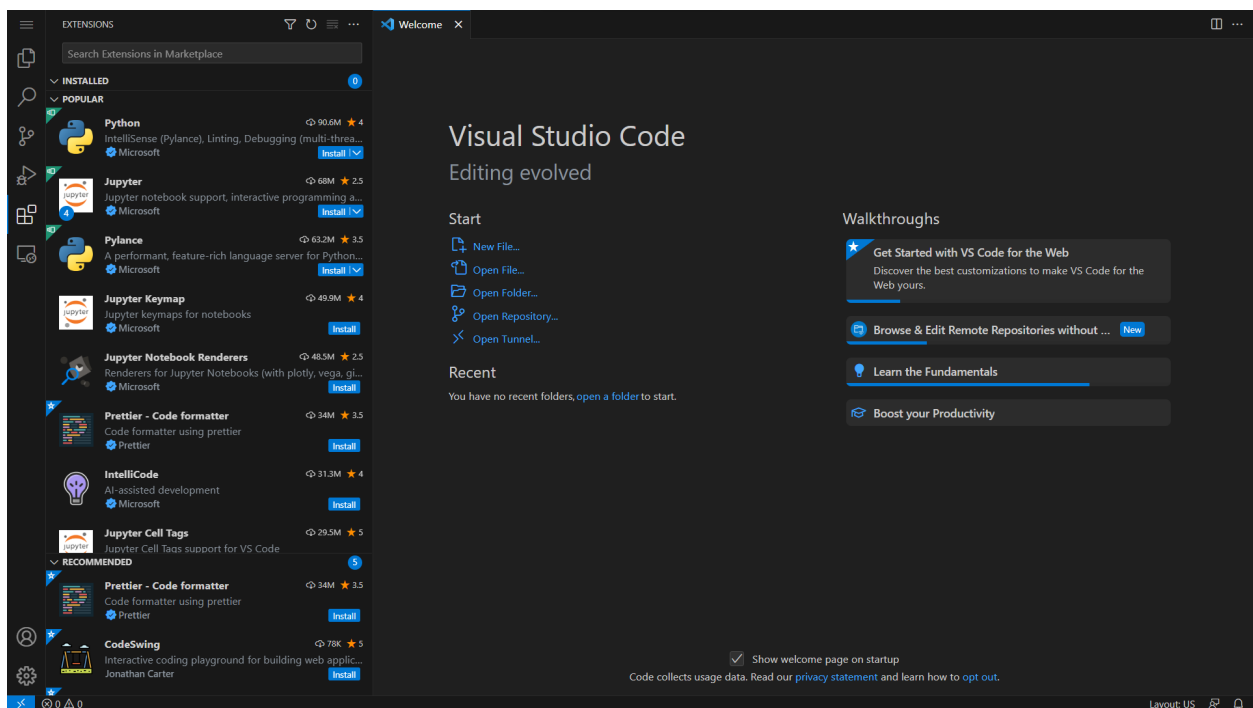 EXTENSIONS
Search Extensions in Marketplace
INSTALLED 0
POPULAR
Python 90.6M ★ 4
IntelliSense (Pylance), Linting, Debugging (multi-threa...
Microsoft Install
Jupyter 68M ★ 2.5
Jupyter notebook support, interactive programming a...
Microsoft Install
jupyter
4
Pylance 63.2M ★ 3.5
A performant, feature-rich language server for Python...
Microsoft Install
Jupyter Keymap 49.9M ★ 4
Jupyter keymaps for notebooks
Microsoft Install
jupyter
Jupyter Notebook Renderers 48.5M ★ 2.5
Renderers for Jupyter Notebooks (with plotly, vega, gi...
Microsoft Install
Prettier - Code formatter 34M ★ 3.5
Code formatter using prettier
Prettier Install
IntelliCode 31.3M ★ 4
AI-assisted development
Microsoft Install
Jupyter Cell Tags 29.5M ★ 5
Jupyter Cell Tags support for VS Code
jupyter
RECOMMENDED 5
Prettier - Code formatter 34M ★ 3.5
Code formatter using prettier
Prettier Install
CodeSwing 78K ★ 5
Interactive coding playground for building web applic...
Jonathan Carter Install
Welcome
Visual Studio Code
Editing evolved
Start
New File...
Open File...
Open Folder...
Open Repository...
Open Tunnel...
Recent
You have no recent folders, open a folder to start.
Walkthroughs
Get Started with VS Code for the Web
Discover the best customizations to make VS Code for the
Web yours.
Browse & Edit Remote Repositories without ... New
Learn the Fundamentals
Boost your Productivity
Show welcome page on startup
Code collects usage data. Read our privacy statement and learn how to opt out.
0 0
Layout: US